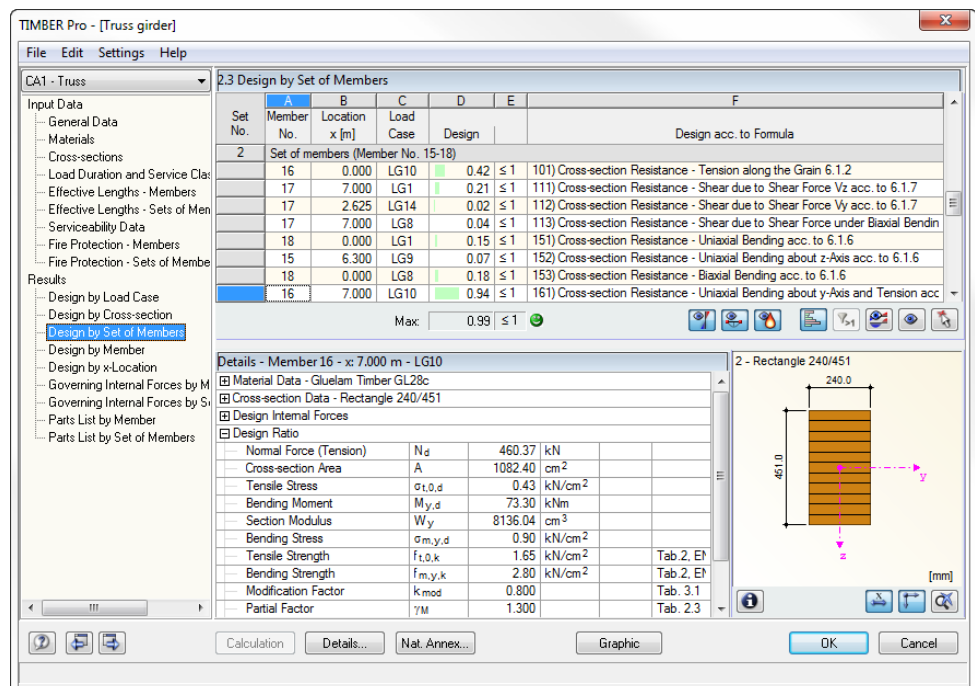 TIMBER Pro - [Truss girder]
File Edit Settings Help
CA1 - Truss
Input Data
General Data
Materials
Cross-sections
Load Duration and Service Clas
Effective Lengths - Members
Effective Lengths - Sets of Men
Serviceability Data
Fire Protection - Members
Fire Protection - Sets of Membe
Results
Design by Load Case
Design by Cross-section
Design by Set of Members
Design by Member
Design by x-Location
Governing Internal Forces by M
Governing Internal Forces by S
Parts List by Member
Parts List by Set of Members
2.3 Design by Set of Members
A B C D E F
Set Member Location Load
No. No. x [m] Case Design Design acc. to Formula
2 Set of members (Member No. 15-18)
16 0.000 LG10 0.42 ≤ 1 101) Cross-section Resistance - Tension along the Grain 6.1.2
17 7.000 LG1 0.21 ≤ 1 111) Cross-section Resistance - Shear due to Shear Force Vz acc. to 6.1.7
17 2.625 LG14 0.02 ≤ 1 112) Cross-section Resistance - Shear due to Shear Force Vy acc. to 6.1.7
17 7.000 LG8 0.04 ≤ 1 113) Cross-section Resistance - Shear due to Shear Force under Biaxial Bendin
18 0.000 LG1 0.15 ≤ 1 151) Cross-section Resistance - Uniaxial Bending acc. to 6.1.6
15 6.300 LG9 0.07 ≤ 1 152) Cross-section Resistance - Uniaxial Bending about z-Axis acc. to 6.1.6
18 0.000 LG8 0.18 ≤ 1 153) Cross-section Resistance - Biaxial Bending acc. to 6.1.6
16 7.000 LG10 0.94 ≤ 1 161) Cross-section Resistance - Uniaxial Bending about y-Axis and Tension acc
Max: 0.99 ≤ 1
Details - Member 16 - x: 7.000 m - LG10
Material Data - Gluelam Timber GL28c
Cross-section Data - Rectangle 240/451
Design Internal Forces
Design Ratio
Normal Force (Tension) Nd 460.37 kN
Cross-section Area A 1082.40 cm2
Tensile Stress σt,0,d 0.43 kN/cm2
Bending Moment My,d 73.30 kNm
Section Modulus Wy 8136.04 cm3
Bending Stress σm,y,d 0.90 kN/cm2
Tensile Strength ft,0,k 1.65 kN/cm2 Tab.2, EN
Bending Strength fm,y,k 2.80 kN/cm2 Tab.2, EN
Modification Factor kmod 0.800 Tab. 3.1
Partial Factor γM 1.300 Tab. 2.3
2 - Rectangle 240/451
240.0
451.0
y
z
[mm]
Calculation Details... Nat. Annex... Graphic OK Cancel